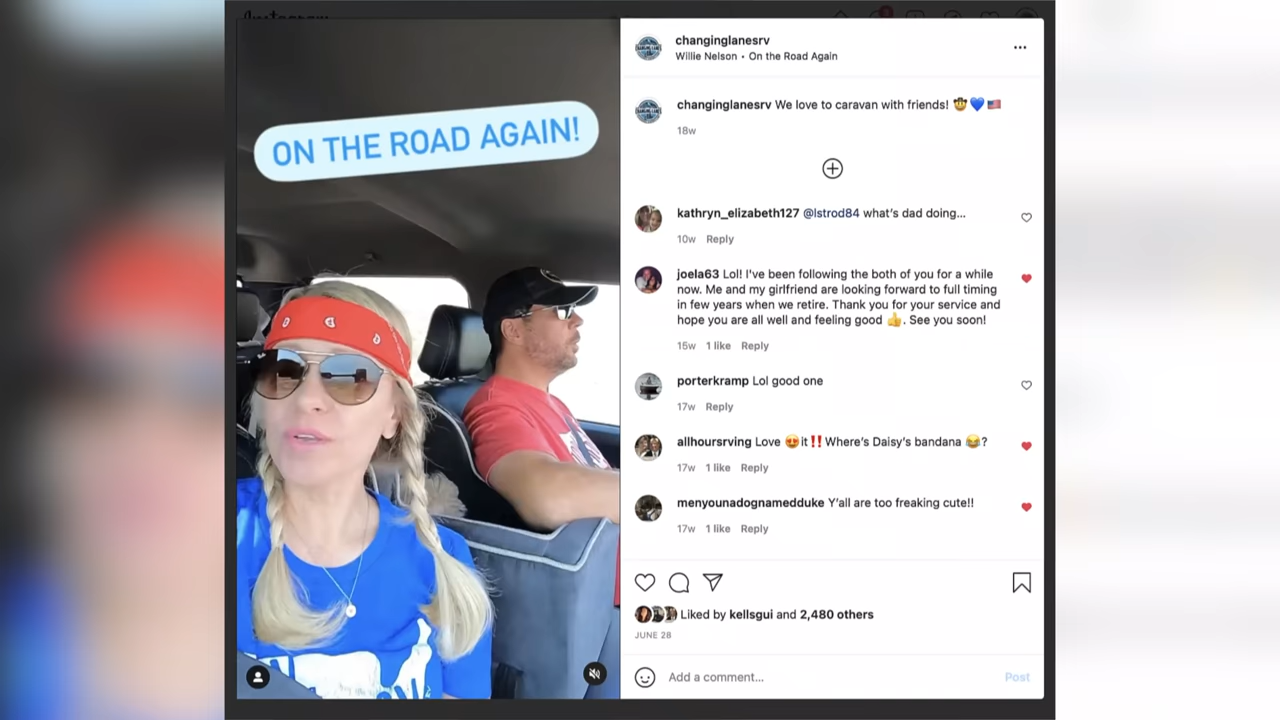 Instagram
ON THE ROAD AGAIN!
changinglanesrv
Willie Nelson • On the Road Again
changinglanesrv We love to caravan with friends! 🤠💙🇺🇸
18w
kathryn_elizabeth127 @lstrod84 what's dad doing...
10w Reply
joela63 Lol! I've been following the both of you for a while
now. Me and my girlfriend are looking forward to full timing
in few years when we retire. Thank you for your service and
hope you are all well and feeling good 👍. See you soon!
16w 1 like Reply
porterkramp Lol good one
17w Reply
allhoursrving Love 😍it‼️Where's Daisy's bandana 😂?
17w 1 like Reply
menyounadognamedduke Y'all are too freaking cute!!
17w 1 like Reply
Liked by kellsgui and 2,480 others
JUNE 28
Add a comment...
Post